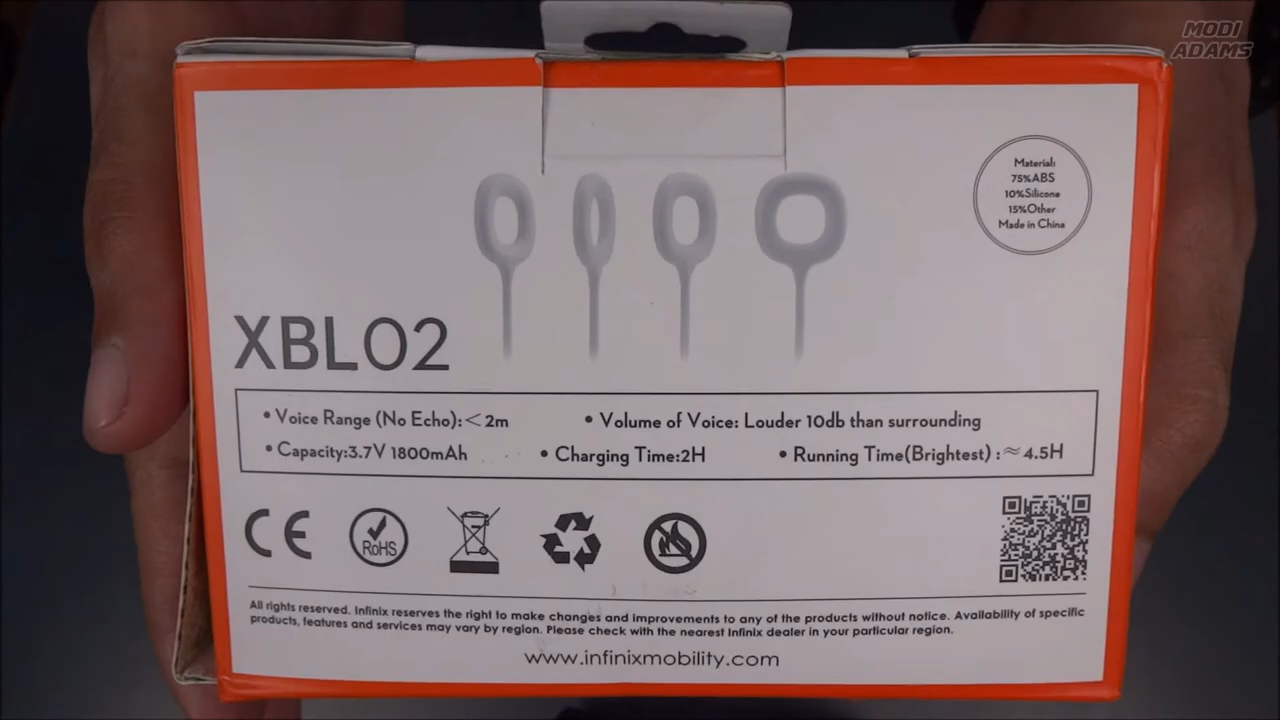 MODI
ADAMS
Material:
75%ABS
10%Silicone
15%Other
Made in China
XBL02
• Voice Range (No Echo):＜2m • Volume of Voice: Louder 10db than surrounding
• Capacity:3.7V 1800mAh • Charging Time:2H • Running Time(Brightest) :≈4.5H
CE RoHS
All rights reserved. Infinix reserves the right to make changes and improvements to any of the products without notice. Availability of specific
products, features and services may vary by region. Please check with the nearest Infinix dealer in your particular region.
www.infinixmobility.com